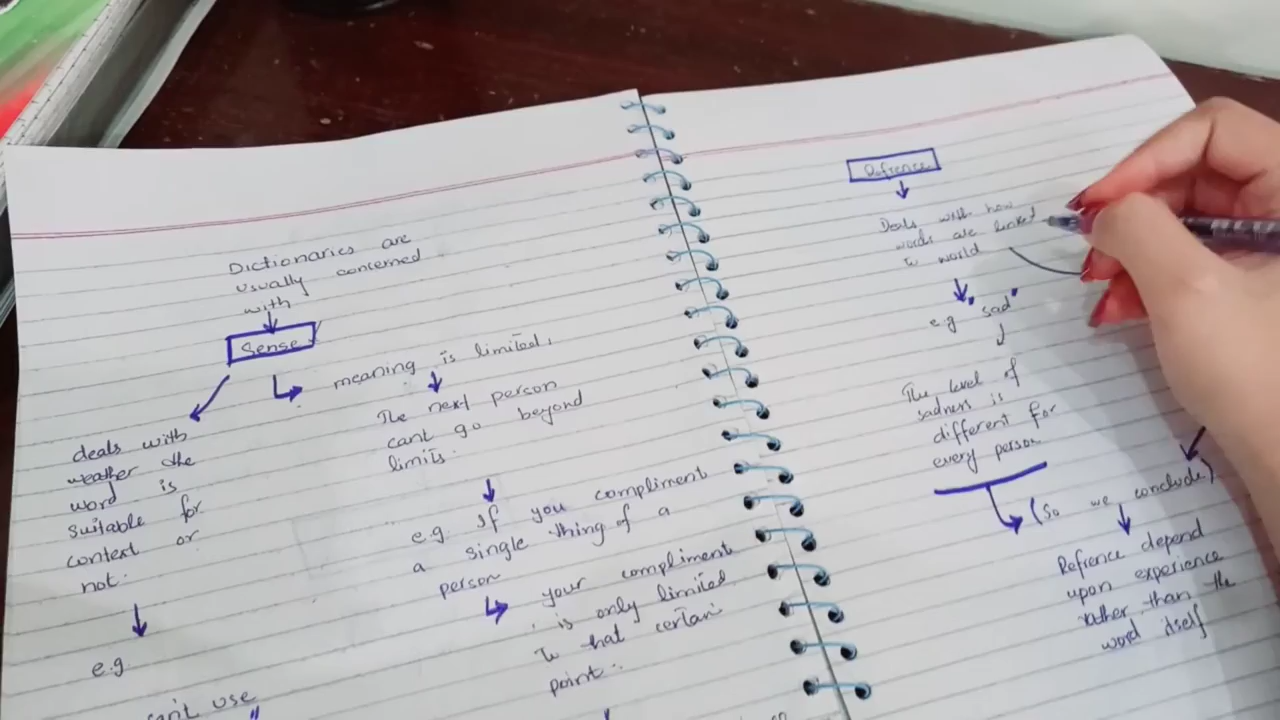 Dictionaries are
usually concerned
with
Sense
meaning is limited.
The next person
cant go beyond
limits.
e.g. If you compliment
a single thing of a
person
your compliment
is only limited
to that certain
point.
deals with
weather the
word is
suitable for
context or
not.
e.g
can't use
Refrence
Deals with how
words are linked
to world
e.g "sad"
The level of
sadness is
different for
every person
(So we conclude)
Refrence depend
upon experience
rather than the
word itself